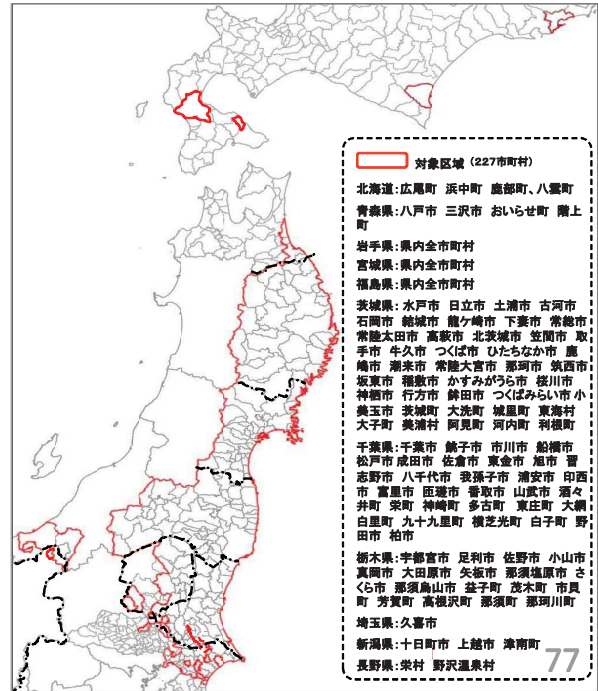 対象区域 (227市町村)
北海道:広尾町 浜中町 鹿部町、八雲町
青森県:八戸市 三沢市 おいらせ町 階上
町
岩手県:県内全市町村
宮城県:県内全市町村
福島県:県内全市町村
茨城県:水戸市 日立市 土浦市 古河市
石岡市 結城市 龍ケ崎市 下妻市 常総市
常陸太田市 高萩市 北茨城市 笠間市 取
手市 牛久市 つくば市 ひたちなか市 鹿
嶋市 潮来市 常陸大宮市 那珂市 筑西市
坂東市 稲敷市 かすみがうら市 桜川市
神栖市 行方市 鉾田市 つくばみらい市 小
美玉市 茨城町 大洗町 城里町 東海村
大子町 美浦村 阿見町 河内町 利根町
千葉県:千葉市 銚子市 市川市 船橋市
松戸市 成田市 佐倉市 東金市 旭市 習
志野市 八千代市 我孫子市 浦安市 印西
市 富里市 匝瑳市 香取市 山武市 酒々
井町 栄町 神崎町 多古町 東庄町 大網
白里町 九十九里町 横芝光町 白子町 野
田市 柏市
栃木県:宇都宮市 足利市 佐野市 小山市
真岡市 大田原市 矢板市 那須塩原市 さ
くら市 那須烏山市 益子町 茂木町 市貝
町 芳賀町 高根沢町 那須町 那珂川町
埼玉県:久喜市
新潟県:十日町市 上越市 津南町
長野県:栄村 野沢温泉村
77